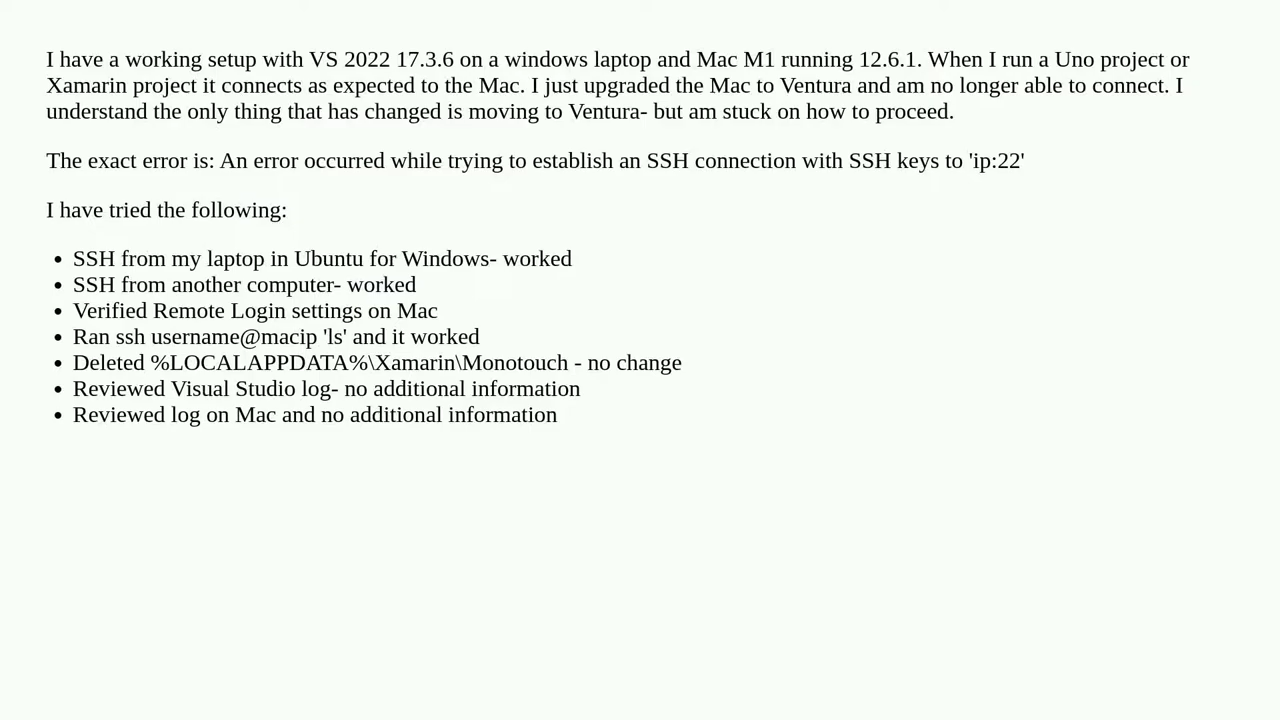 I have a working setup with VS 2022 17.3.6 on a windows laptop and Mac M1 running 12.6.1. When I run a Uno project or
Xamarin project it connects as expected to the Mac. I just upgraded the Mac to Ventura and am no longer able to connect. I
understand the only thing that has changed is moving to Ventura- but am stuck on how to proceed.
The exact error is: An error occurred while trying to establish an SSH connection with SSH keys to 'ip:22'
I have tried the following:
• SSH from my laptop in Ubuntu for Windows- worked
• SSH from another computer- worked
• Verified Remote Login settings on Mac
• Ran ssh username@macip 'ls' and it worked
• Deleted %LOCALAPPDATA%\Xamarin\Monotouch - no change
• Reviewed Visual Studio log- no additional information
• Reviewed log on Mac and no additional information